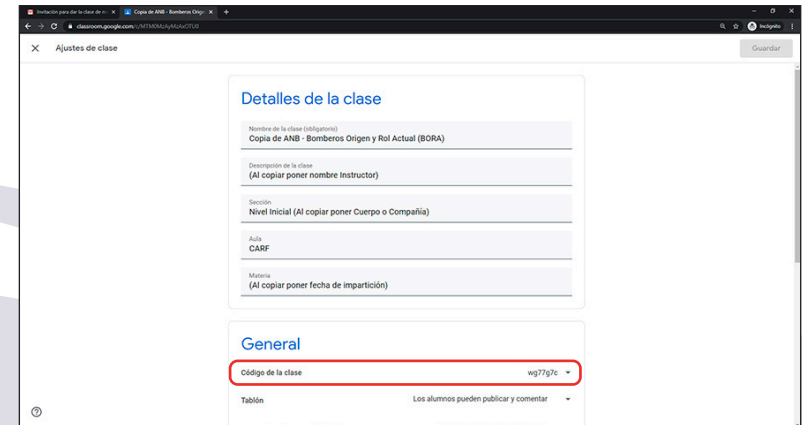 Invitación para dar la clase de m
Copia de ANB - Bomberos Orige
classroom.google.com/c/MTM0MzAyMzAxOTU0
Incógnito
Ajustes de clase
Guardar
Detalles de la clase
Nombre de la clase (obligatorio)
Copia de ANB - Bomberos Origen y Rol Actual (BORA)
Descripción de la clase
(Al copiar poner nombre Instructor)
Sección
Nivel Inicial (Al copiar poner Cuerpo o Compañía)
Aula
CARF
Materia
(Al copiar poner fecha de impartición)
General
Código de la clase wg77g7c
Tablón Los alumnos pueden publicar y comentar